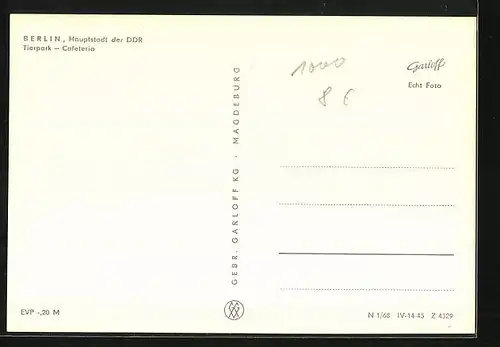 BERLIN, Hauptstadt der DDR
Tierpark – Cafeteria
1000
8 €
Garloff
Echt Foto
GEBR. GARLOFF KG · MAGDEBURG
EVP -,20 M
N 1/68 IV-14-45 Z 4329